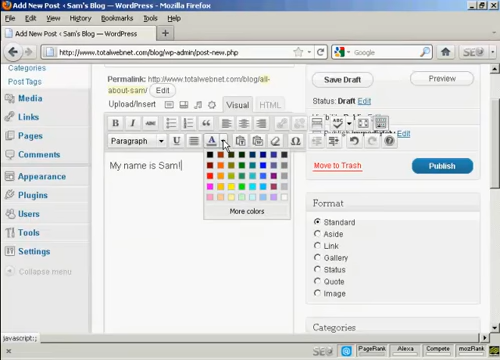 Add New Post ‹ Sam's Blog — WordPress — Mozilla Firefox
File Edit View History Bookmarks Tools Help
Add New Post ‹ Sam's Blog — WordPress
http://www.totalwebnet.com/blog/wp-admin/post-new.php
Google
Categories
Post Tags
Media
Links
Pages
Comments
Appearance
Plugins
Users
Tools
Settings
Collapse menu
Permalink: http://www.totalwebnet.com/blog/all-
about-sam/ Edit
Upload/Insert Visual HTML
B I ABC
Paragraph U A Ω
My name is Sam!
More colors
Save Draft Preview
Status: Draft Edit
Edit
Move to Trash Publish
Format
Standard
Aside
Link
Gallery
Status
Quote
Image
Categories
javascript:; PageRank Alexa Compete mozRank